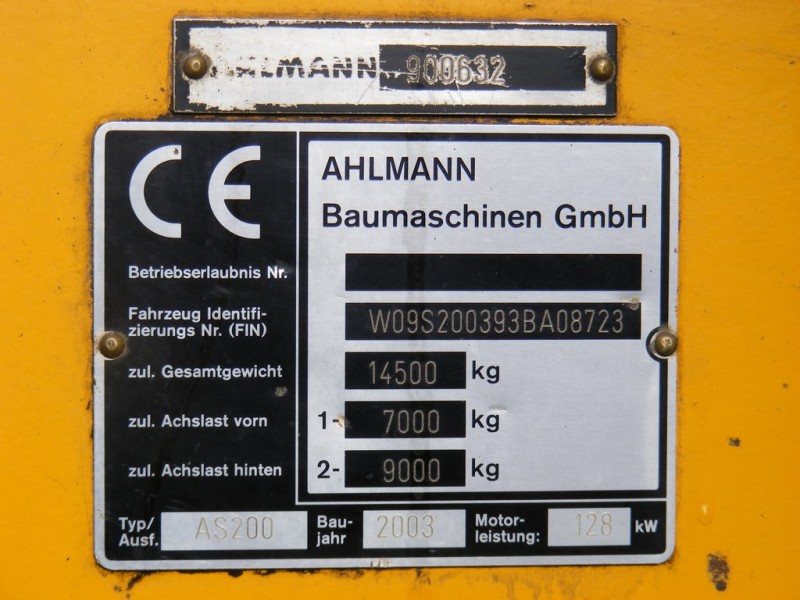 AHLMANN 900632
CE
AHLMANN
Baumaschinen GmbH
Betriebserlaubnis Nr.
Fahrzeug Identifi-
zierungs Nr. (FIN) W09S200393BA08723
zul. Gesamtgewicht 14500 kg
zul. Achslast vorn 1- 7000 kg
zul. Achslast hinten 2- 9000 kg
Typ/ Bau- Motor-
Ausf. AS200 jahr 2003 leistung: 128 kW